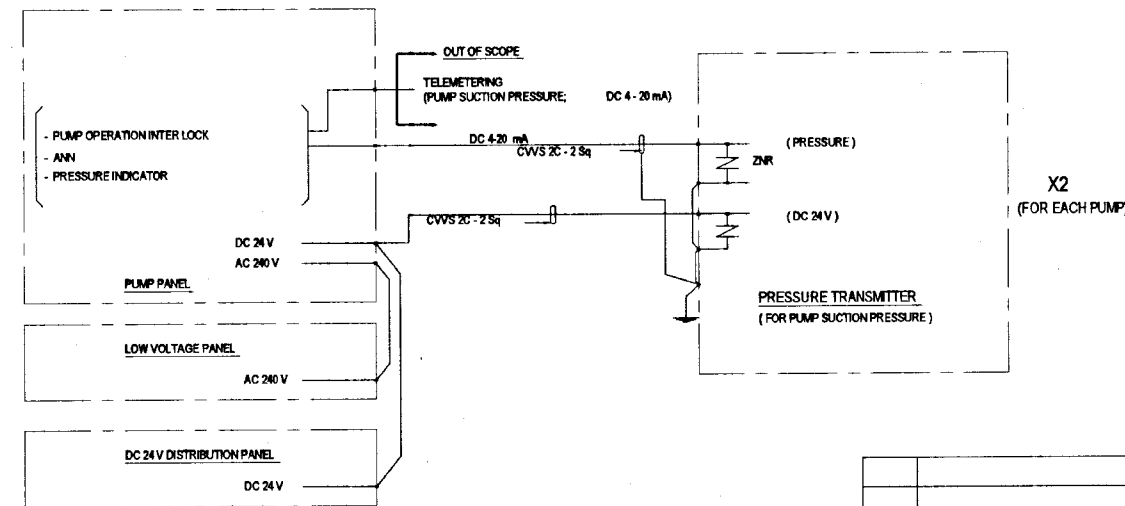 OUT OF SCOPE
TELEMETERING
(PUMP SUCTION PRESSURE; DC 4 - 20 mA)
- PUMP OPERATION INTER LOCK
- ANN
- PRESSURE INDICATOR
DC 4-20 mA
CVVS 2C - 2 Sq
( PRESSURE )
ZNR
X2
(FOR EACH PUMP)
CVVS 2C - 2 Sq
( DC 24 V )
DC 24 V
AC 240 V
PUMP PANEL
PRESSURE TRANSMITTER
( FOR PUMP SUCTION PRESSURE )
LOW VOLTAGE PANEL
AC 240 V
DC 24 V DISTRIBUTION PANEL
DC 24 V